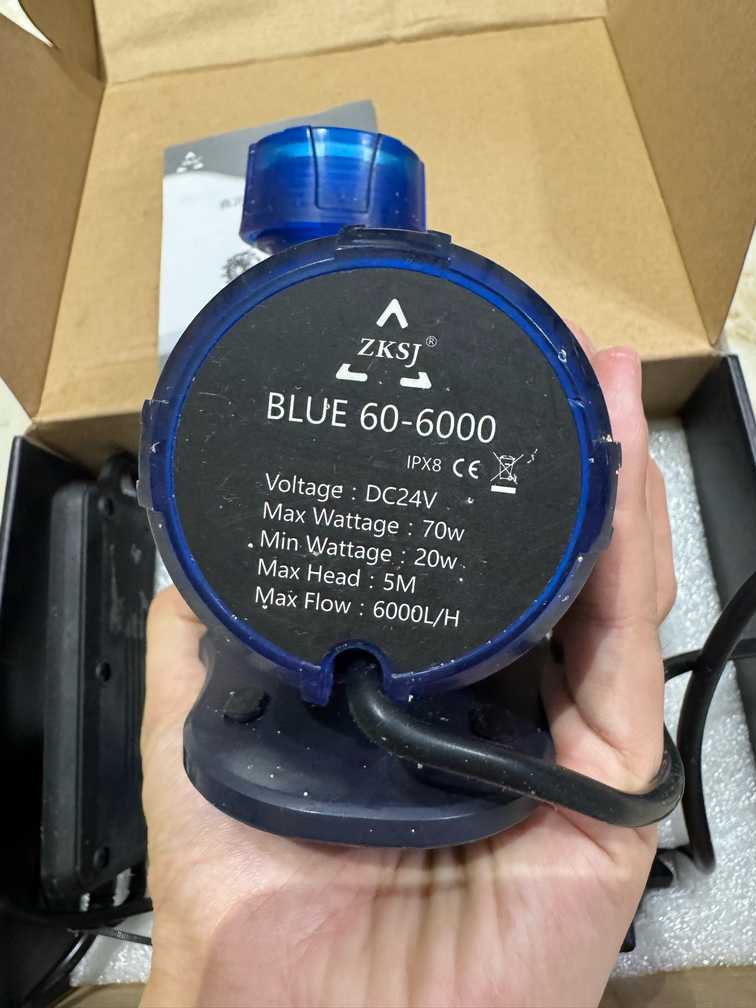 ZKSJ®
BLUE 60-6000
IPX8 CE
Voltage : DC24V
Max Wattage : 70w
Min Wattage : 20w
Max Head : 5M
Max Flow : 6000L/H